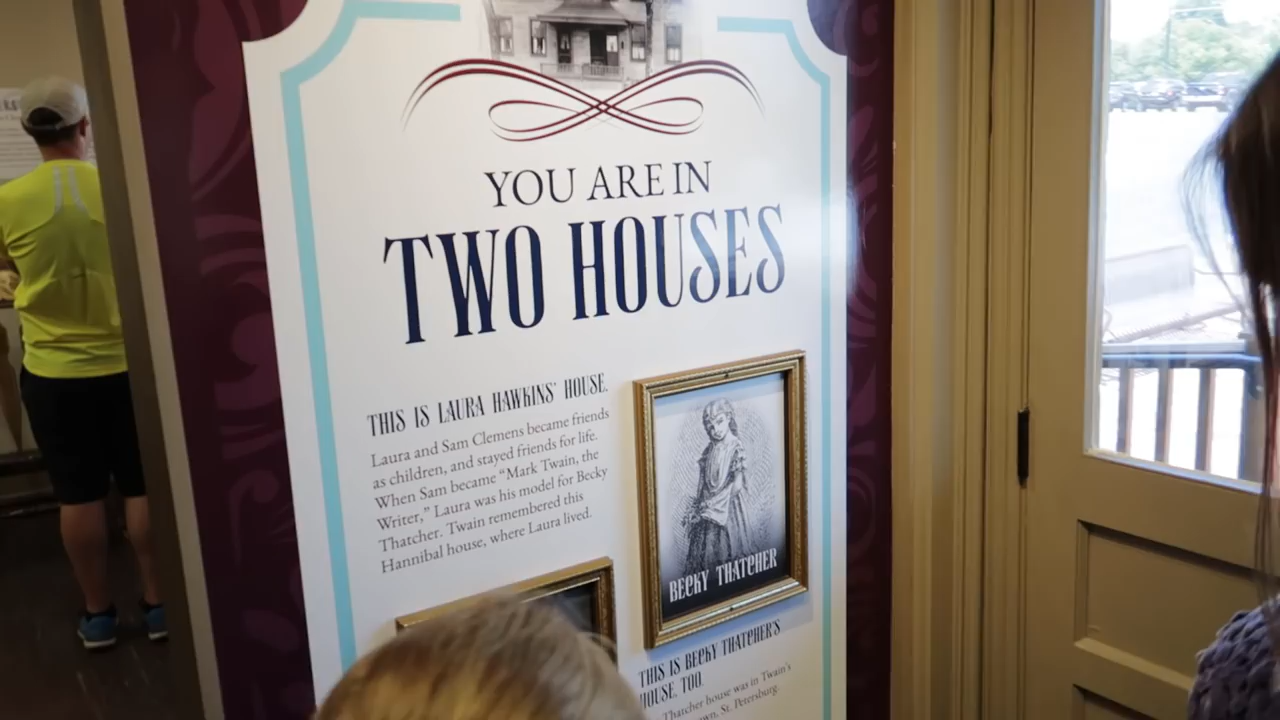 YOU ARE IN
TWO HOUSES
THIS IS LAURA HAWKINS' HOUSE.
Laura and Sam Clemens became friends
as children, and stayed friends for life.
When Sam became “Mark Twain, the
Writer,” Laura was his model for Becky
Thatcher. Twain remembered this
Hannibal house, where Laura lived.
BECKY THATCHER
THIS IS BECKY THATCHER'S
HOUSE, TOO.
Thatcher house was in Twain's
St. Petersburg.